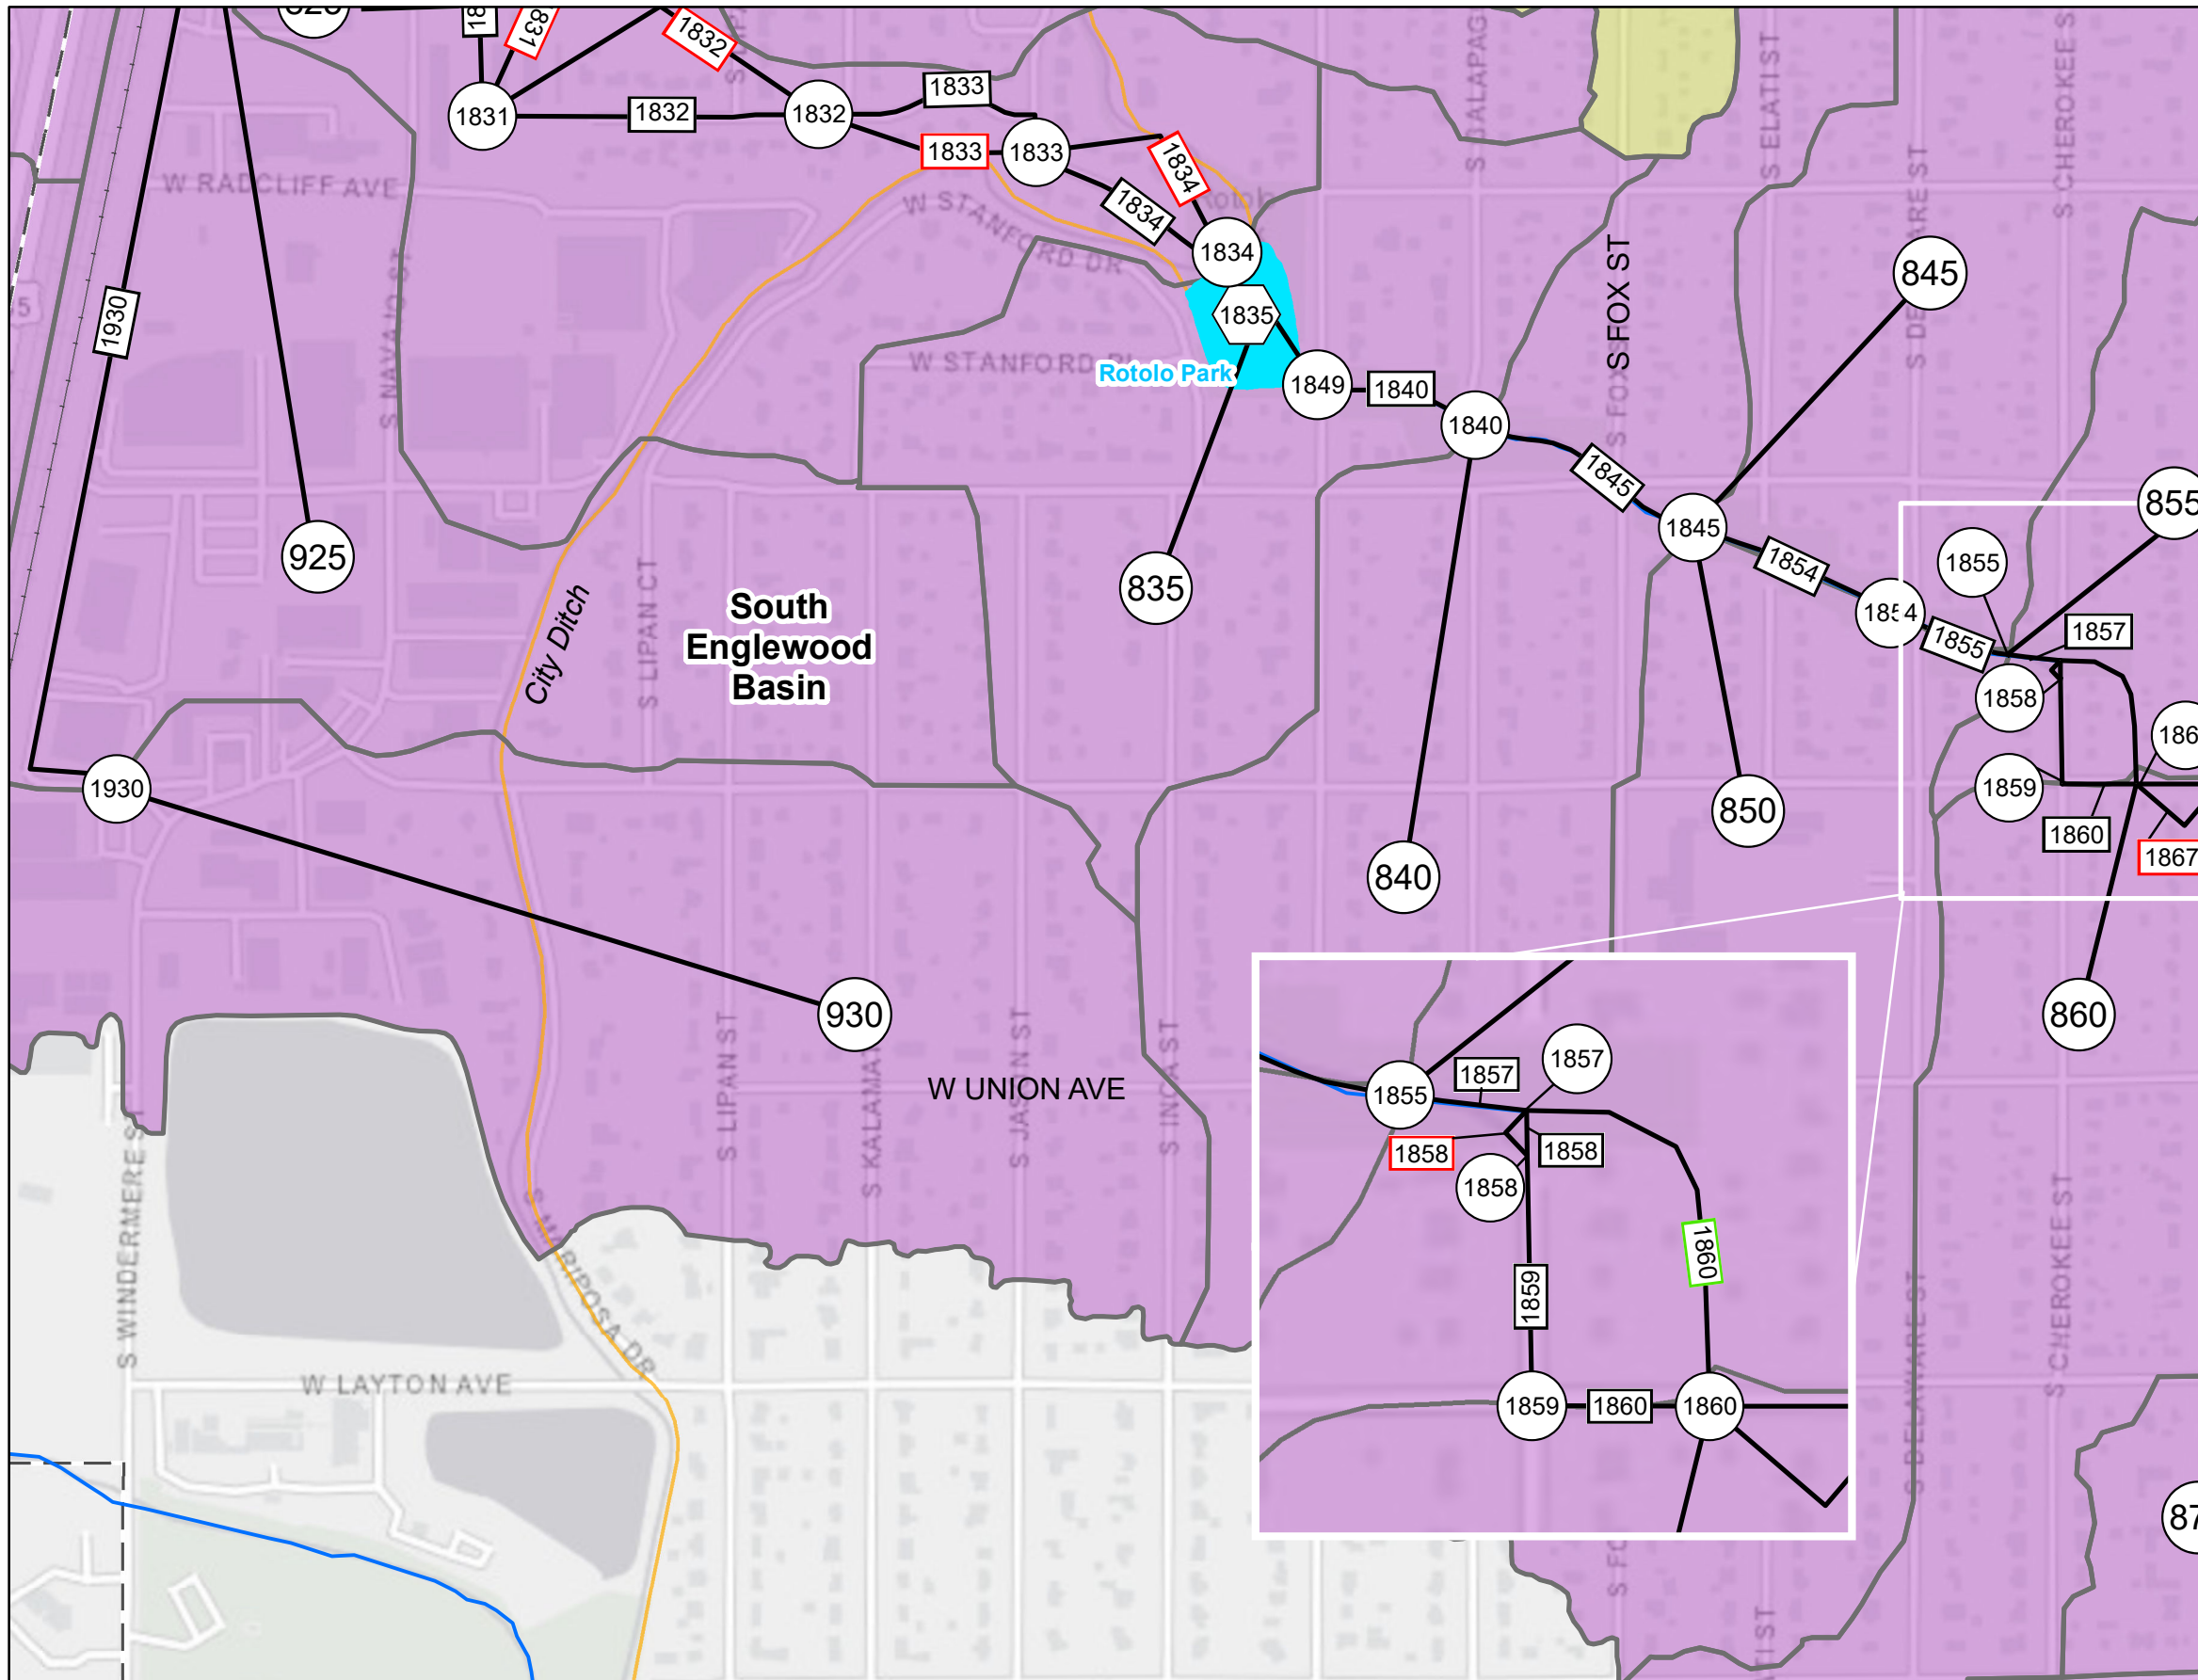 1831
1832
1833
1831
1832
1832
1833
1833
1834
1834
1834
1835
Rotolo Park
W RADCLIFF AVE
W STANFORD DR
S NAVAJO ST
S FOX ST
S ELATI ST
S CHEROKEE S
845
1930
1849
1840
1840
1845
1845
925
835
855
1854
1854
1855
1855
1857
1858
1859
1860
1867
City Ditch
S LIPAN CT
South
Englewood
Basin
1930
850
840
930
860
W UNION AVE
S LIPAN ST
S JASON ST
S INCA ST
1857
1857
1855
1858
1858
1858
1860
1859
1859
1860
1860
S WINDERMERE ST
S MARIPOSA DR
W LAYTON AVE
S DELAWARE ST
S CHEROKEE ST